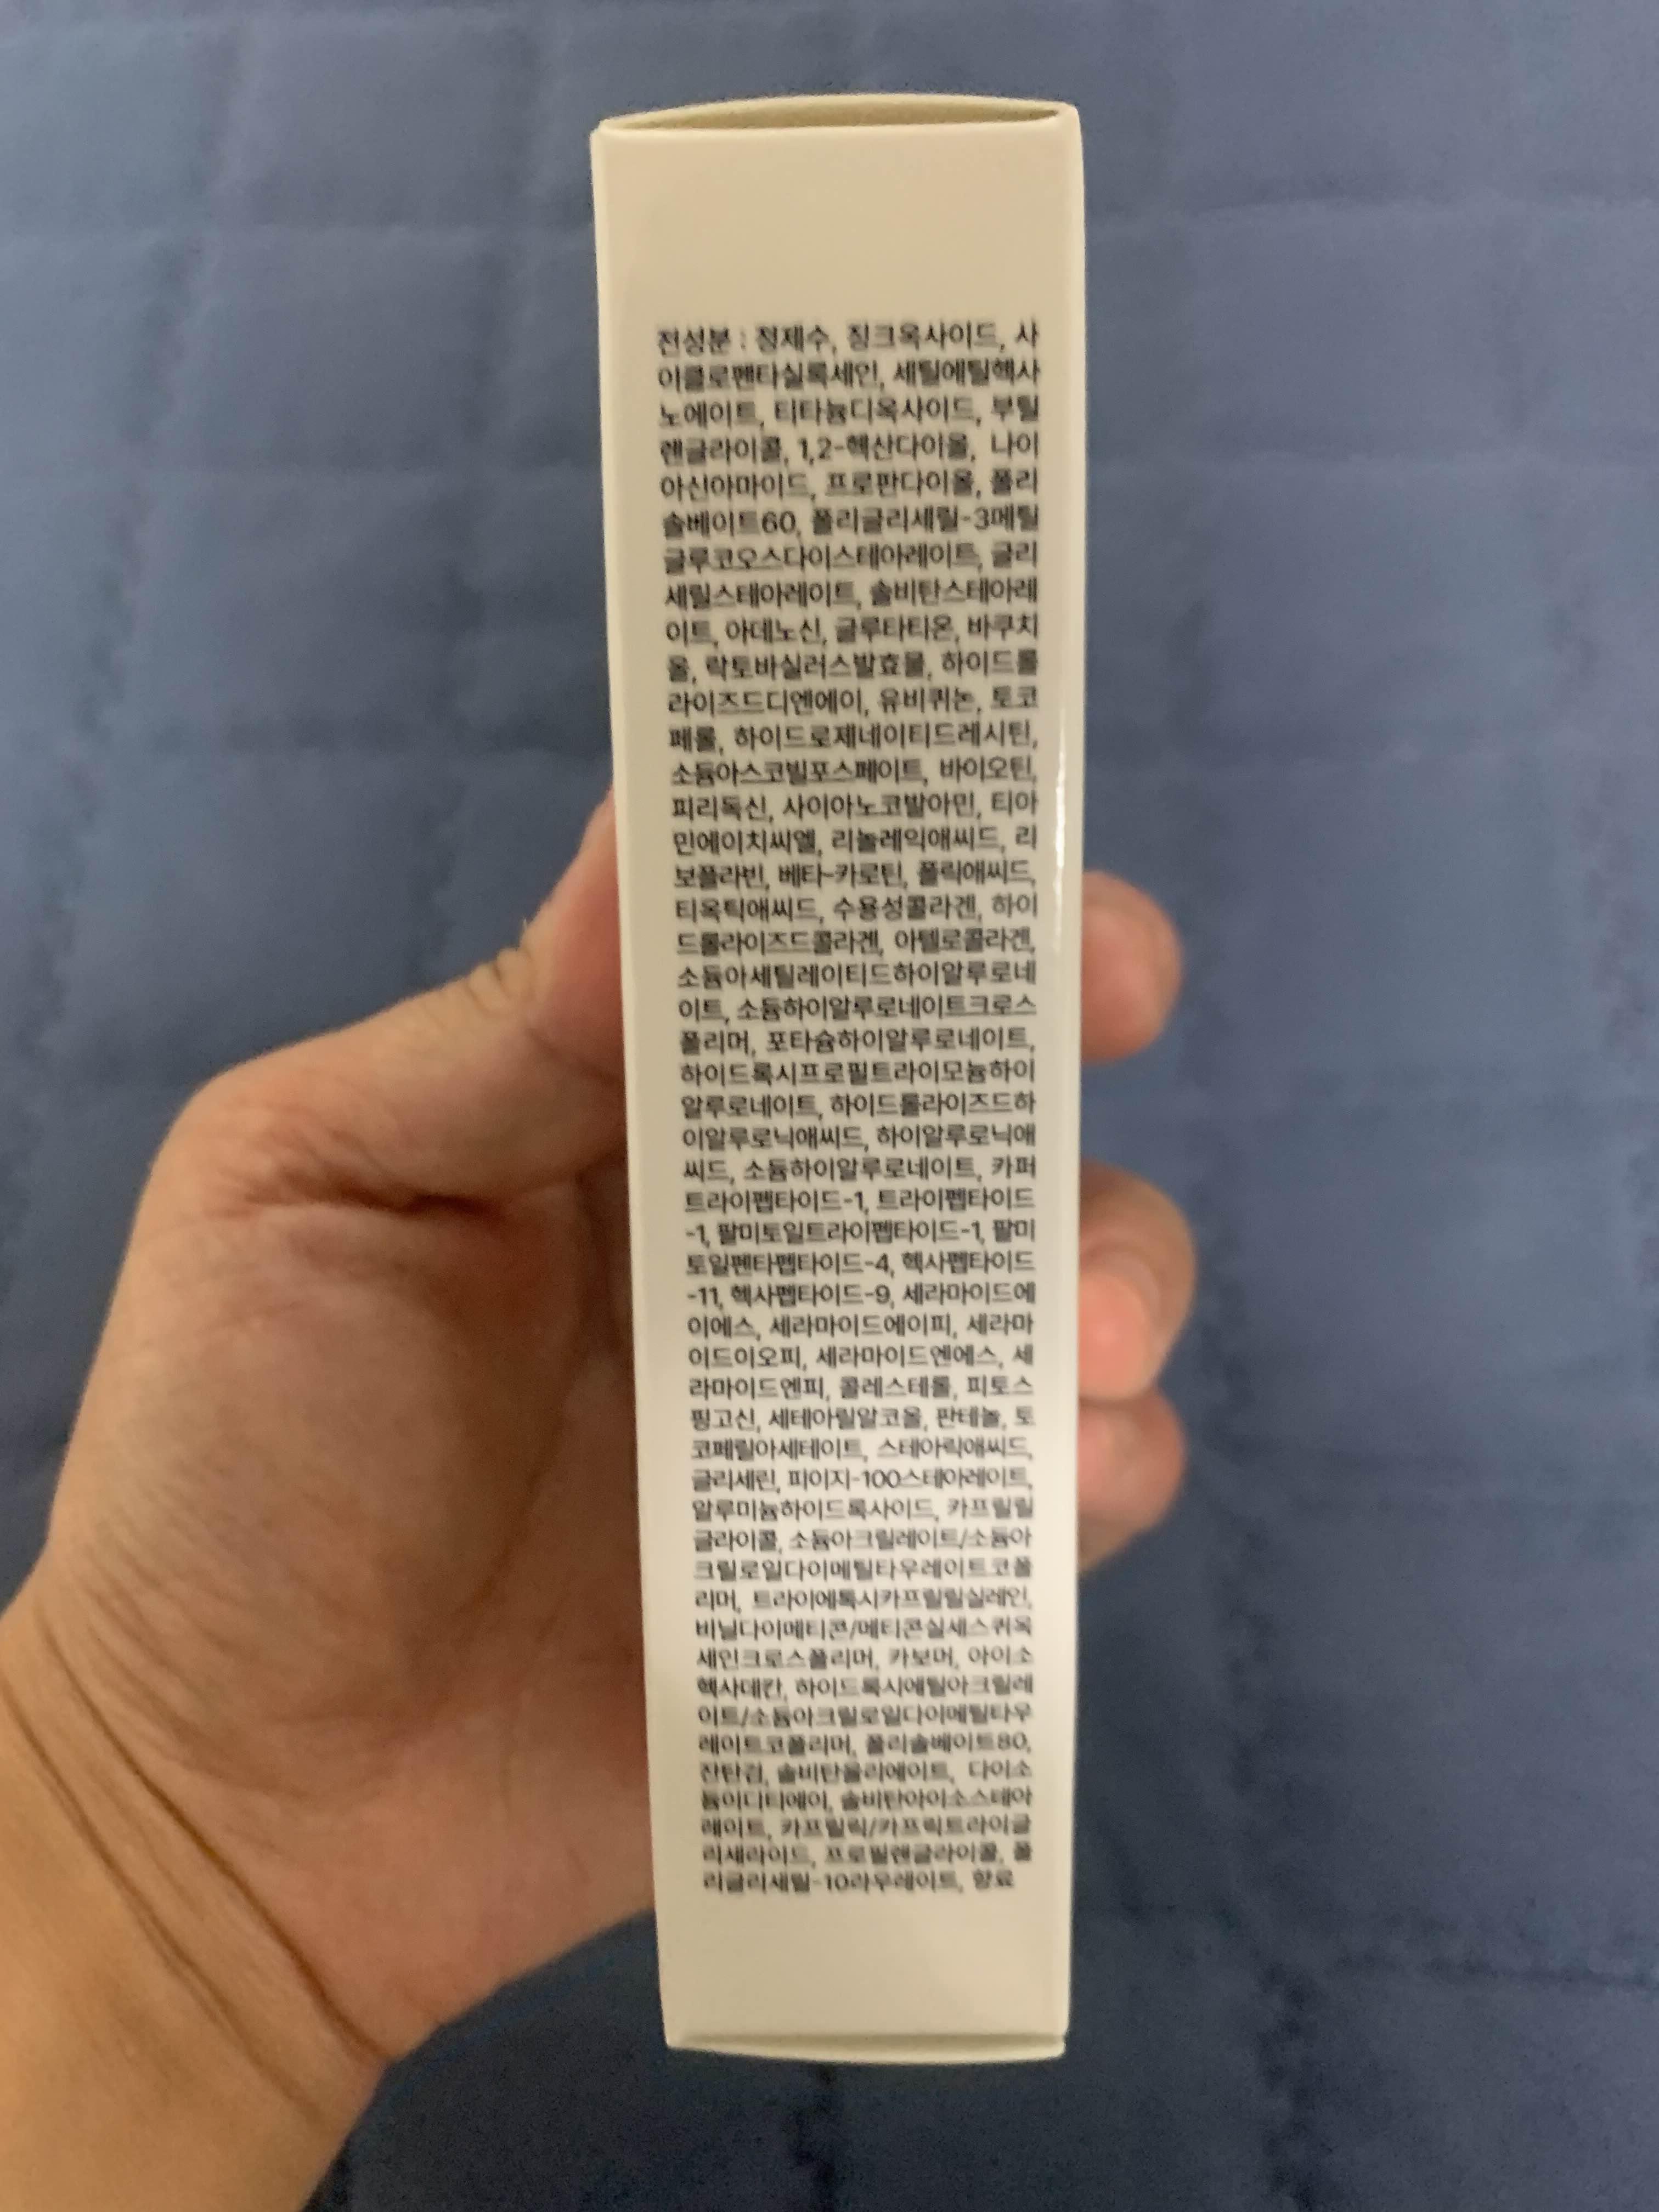 전성분 : 정제수, 징크옥사이드, 사
이클로펜타실록세인, 세틸에틸헥사
노에이트, 티타늄디옥사이드, 부틸
렌글라이콜, 1,2-헥산다이올, 나이
아신아마이드, 프로판다이올, 폴리
솔베이트60, 폴리글리세릴-3메틸
글루코오스다이스테아레이트, 글리
세릴스테아레이트, 솔비탄스테아레
이트, 아데노신, 글루타티온, 바쿠치
올, 락토바실러스발효물, 하이드롤
라이즈드디엔에이, 유비퀴논, 토코
페롤, 하이드로제네이티드레시틴,
소듐아스코빌포스페이트, 바이오틴,
피리독신, 사이아노코발아민, 티아
민에이치씨엘, 리놀레익애씨드, 리
보플라빈, 베타-카로틴, 폴릭애씨드,
티옥틱애씨드, 수용성콜라겐, 하이
드롤라이즈드콜라겐, 아텔로콜라겐,
소듐아세틸레이티드하이알루로네
이트, 소듐하이알루로네이트크로스
폴리머, 포타슘하이알루로네이트,
하이드록시프로필트라이모늄하이
알루로네이트, 하이드롤라이즈드하
이알루로닉애씨드, 하이알루로닉애
씨드, 소듐하이알루로네이트, 카퍼
트라이펩타이드-1, 트라이펩타이드
-1, 팔미토일트라이펩타이드-1, 팔미
토일펜타펩타이드-4, 헥사펩타이드
-11, 헥사펩타이드-9, 세라마이드에
이에스, 세라마이드에이피, 세라마
이드이오피, 세라마이드엔에스, 세
라마이드엔피, 콜레스테롤, 피토스
핑고신, 세테아릴알코올, 판테놀, 토
코페릴아세테이트, 스테아릭애씨드,
글리세린, 피이지-100스테아레이트,
알루미늄하이드록사이드, 카프릴릴
글라이콜, 소듐아크릴레이트/소듐아
크릴로일다이메틸타우레이트코폴
리머, 트라이에톡시카프릴릴실레인,
비닐다이메티콘/메티콘실세스퀴옥
세인크로스폴리머, 카보머, 아이소
헥사데칸, 하이드록시에틸아크릴레
이트/소듐아크릴로일다이메틸타우
레이트코폴리머, 폴리솔베이트80,
잔탄검, 솔비탄올리에이트, 다이소
듐이디티에이, 솔비탄아이소스테아
레이트, 카프릴릭/카프릭트라이글
리세라이드, 프로필렌글라이콜, 폴
리글리세릴-10라우레이트, 향료